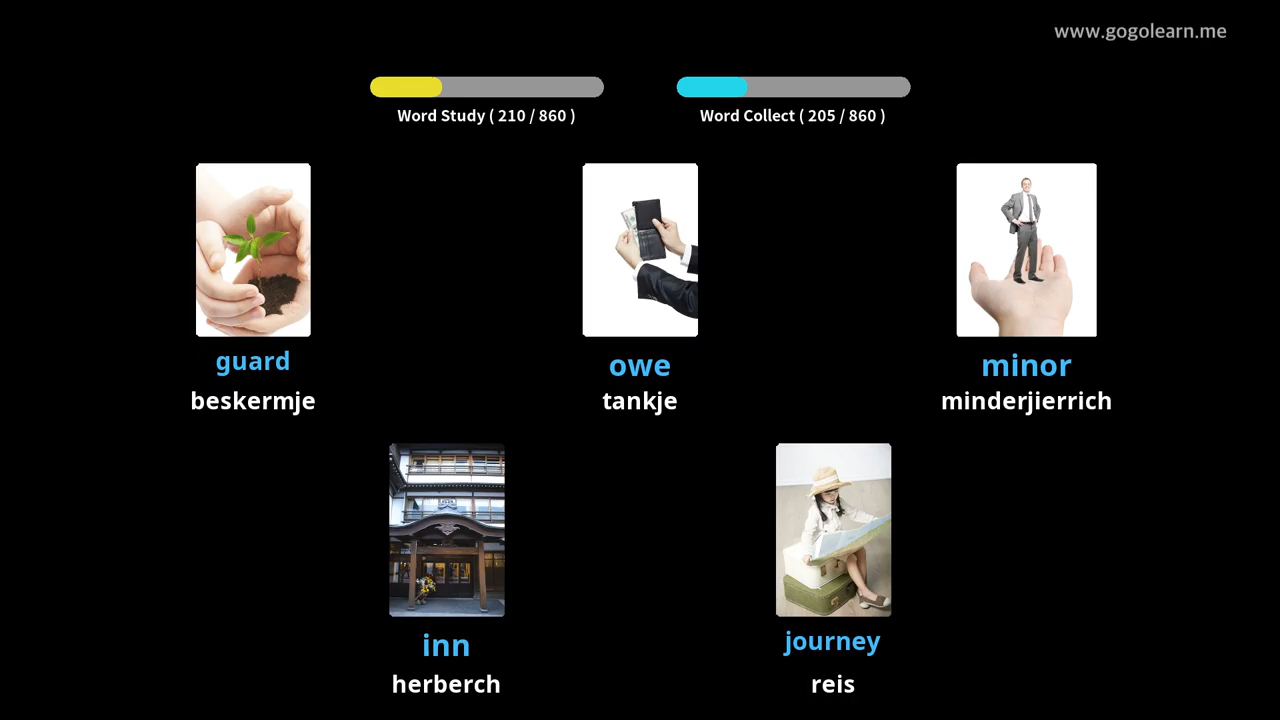 www.gogolearn.me
Word Study ( 210 / 860 )
Word Collect ( 205 / 860 )
guard
beskermje
owe
tankje
minor
minderjierrich
inn
herberch
journey
reis